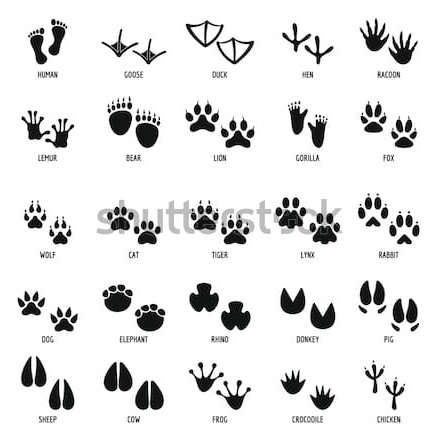 HUMAN GOOSE DUCK HEN RACOON
LEMUR BEAR LION GORILLA FOX
shutterstock
WOLF CAT TIGER LYNX RABBIT
DOG ELEPHANT RHINO DONKEY PIG
SHEEP COW FROG CROCODILE CHICKEN